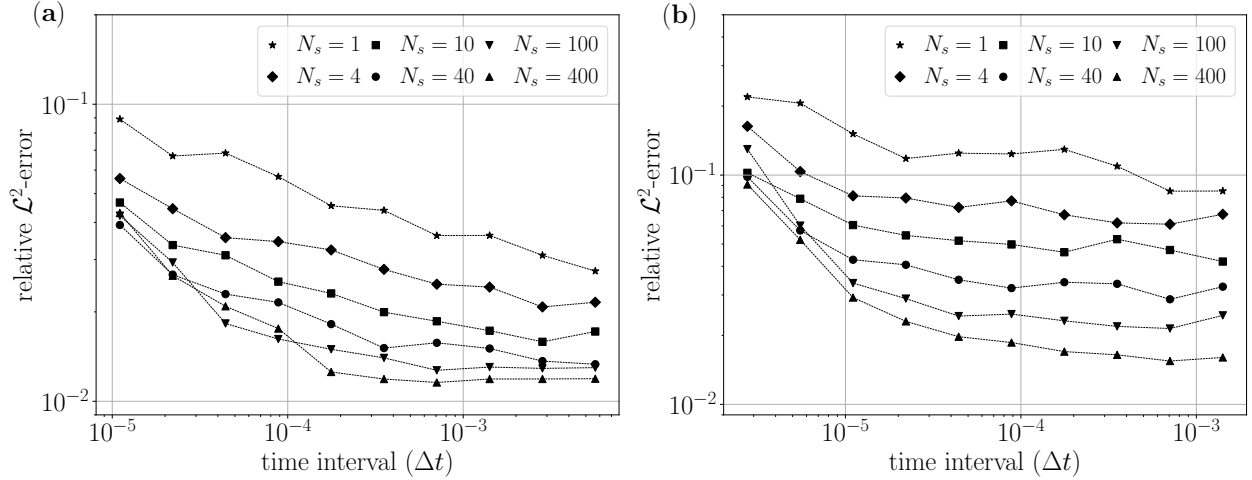 (a)
N_s = 1 N_s = 10 N_s = 100
N_s = 4 N_s = 40 N_s = 400
10^{-1}
10^{-2}
relative 𝓛^2-error
10^{-5} 10^{-4} 10^{-3}
time interval (Δt)
(b)
N_s = 1 N_s = 10 N_s = 100
N_s = 4 N_s = 40 N_s = 400
10^{-1}
10^{-2}
relative 𝓛^2-error
10^{-5} 10^{-4} 10^{-3}
time interval (Δt)